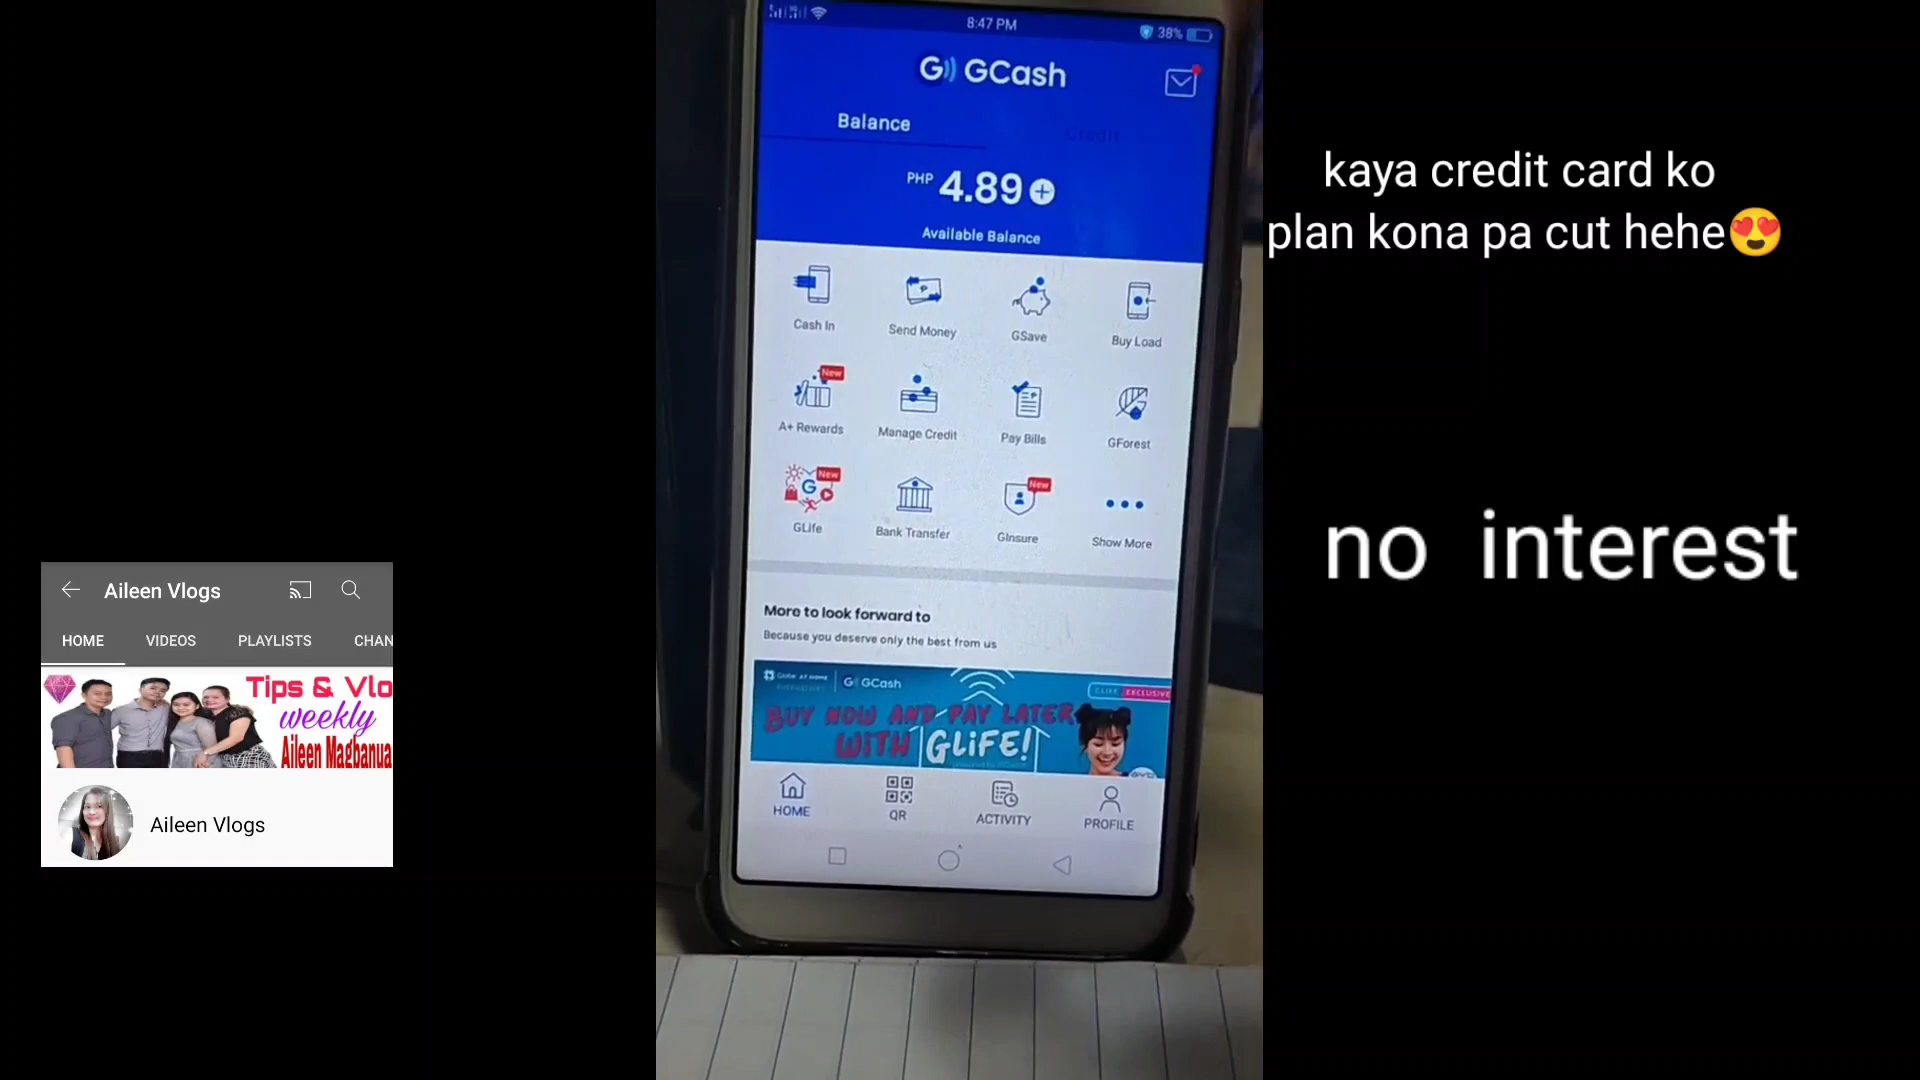 8:47 PM
38%
GCash
Balance
Credit
PHP 4.89
Available Balance
Cash In
Send Money
GSave
Buy Load
New
A+ Rewards
Manage Credit
Pay Bills
GForest
New
GLife
Bank Transfer
New
GInsure
Show More
More to look forward to
Because you deserve only the best from us
GCash
GLIFE EXCLUSIVE
BUY NOW AND PAY LATER
WITH GLiFE!
HOME
QR
ACTIVITY
PROFILE
kaya credit card ko
plan kona pa cut hehe😍
no interest
Aileen Vlogs
HOME
VIDEOS
PLAYLISTS
CHAN
Tips & Vlo
weekly
Aileen Magbanua
Aileen Vlogs